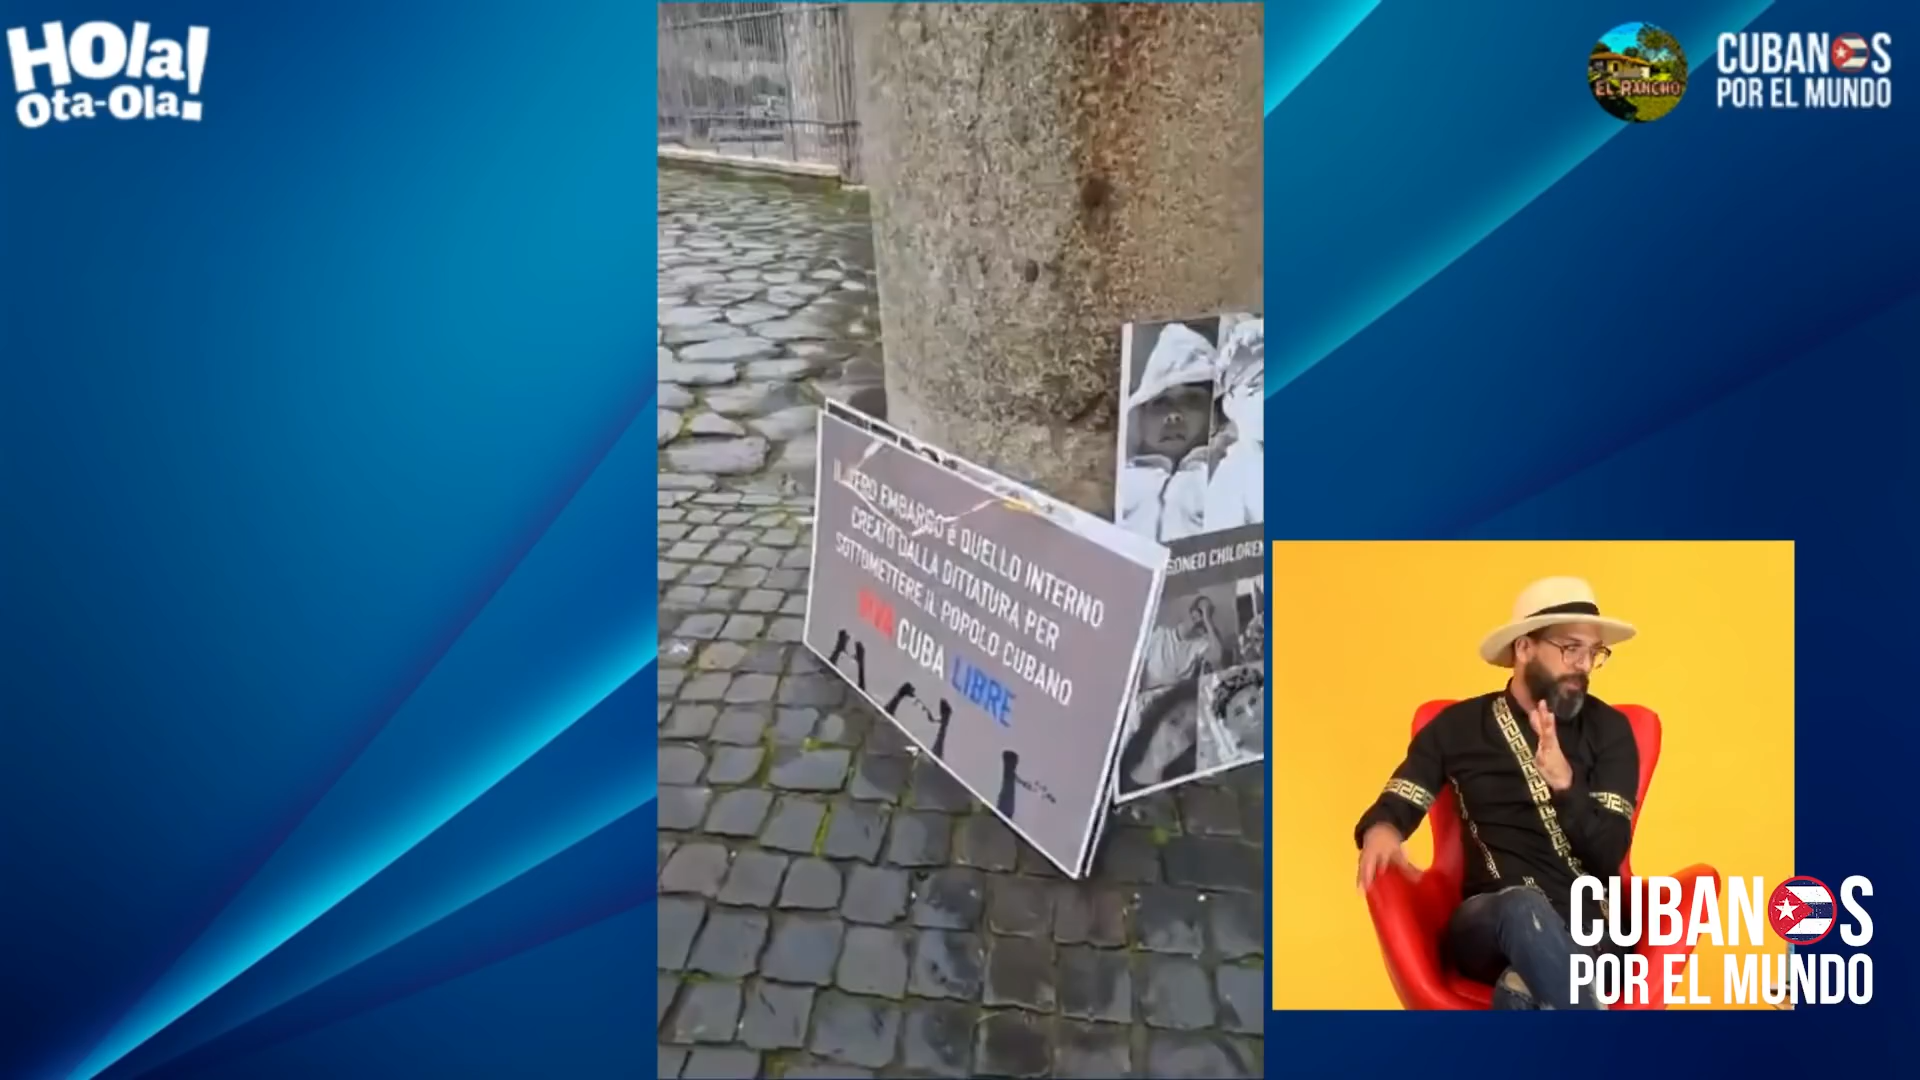 HOla!
Ota-Ola!
EL RANCHO
CUBANOS
POR EL MUNDO
IL VERO EMBARGO è QUELLO INTERNO
CREATO DALLA DITTATURA PER
SOTTOMETTERE IL POPOLO CUBANO
VIVA CUBA LIBRE
CHILDREN
CUBANOS
POR EL MUNDO